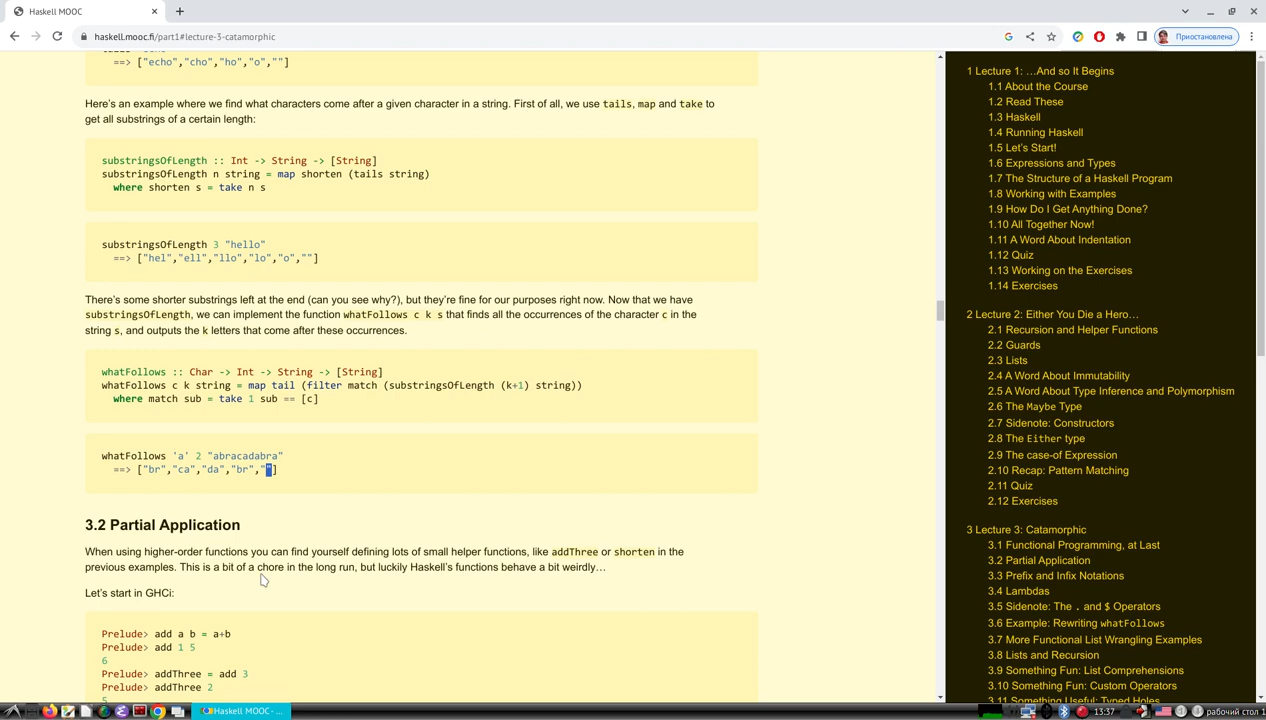 Haskell MOOC
haskell.mooc.fi/part1#lecture-3-catamorphic
Приостановлена
==> ["echo","cho","ho","o",""]
Here's an example where we find what characters come after a given character in a string. First of all, we use tails, map and take to
get all substrings of a certain length:
substringsOfLength :: Int -> String -> [String]
substringsOfLength n string = map shorten (tails string)
where shorten s = take n s
substringsOfLength 3 "hello"
==> ["hel","ell","llo","lo","o",""]
There's some shorter substrings left at the end (can you see why?), but they're fine for our purposes right now. Now that we have
substringsOfLength, we can implement the function whatFollows c k s that finds all the occurrences of the character c in the
string s, and outputs the k letters that come after these occurrences.
whatFollows :: Char -> Int -> String -> [String]
whatFollows c k string = map tail (filter match (substringsOfLength (k+1) string))
where match sub = take 1 sub == [c]
whatFollows 'a' 2 "abracadabra"
==> ["br","ca","da","br",""]
3.2 Partial Application
When using higher-order functions you can find yourself defining lots of small helper functions, like addThree or shorten in the
previous examples. This is a bit of a chore in the long run, but luckily Haskell's functions behave a bit weirdly…
Let's start in GHCi:
Prelude> add a b = a+b
Prelude> add 1 5
6
Prelude> addThree = add 3
Prelude> addThree 2
5
1 Lecture 1: …And so It Begins
1.1 About the Course
1.2 Read These
1.3 Haskell
1.4 Running Haskell
1.5 Let's Start!
1.6 Expressions and Types
1.7 The Structure of a Haskell Program
1.8 Working with Examples
1.9 How Do I Get Anything Done?
1.10 All Together Now!
1.11 A Word About Indentation
1.12 Quiz
1.13 Working on the Exercises
1.14 Exercises
2 Lecture 2: Either You Die a Hero…
2.1 Recursion and Helper Functions
2.2 Guards
2.3 Lists
2.4 A Word About Immutability
2.5 A Word About Type Inference and Polymorphism
2.6 The Maybe Type
2.7 Sidenote: Constructors
2.8 The Either type
2.9 The case-of Expression
2.10 Recap: Pattern Matching
2.11 Quiz
2.12 Exercises
3 Lecture 3: Catamorphic
3.1 Functional Programming, at Last
3.2 Partial Application
3.3 Prefix and Infix Notations
3.4 Lambdas
3.5 Sidenote: The . and $ Operators
3.6 Example: Rewriting whatFollows
3.7 More Functional List Wrangling Examples
3.8 Lists and Recursion
3.9 Something Fun: List Comprehensions
3.10 Something Fun: Custom Operators
3.11 Something Useful: Typed Holes
Haskell MOOC - ...
13:37
рабочий стол 1